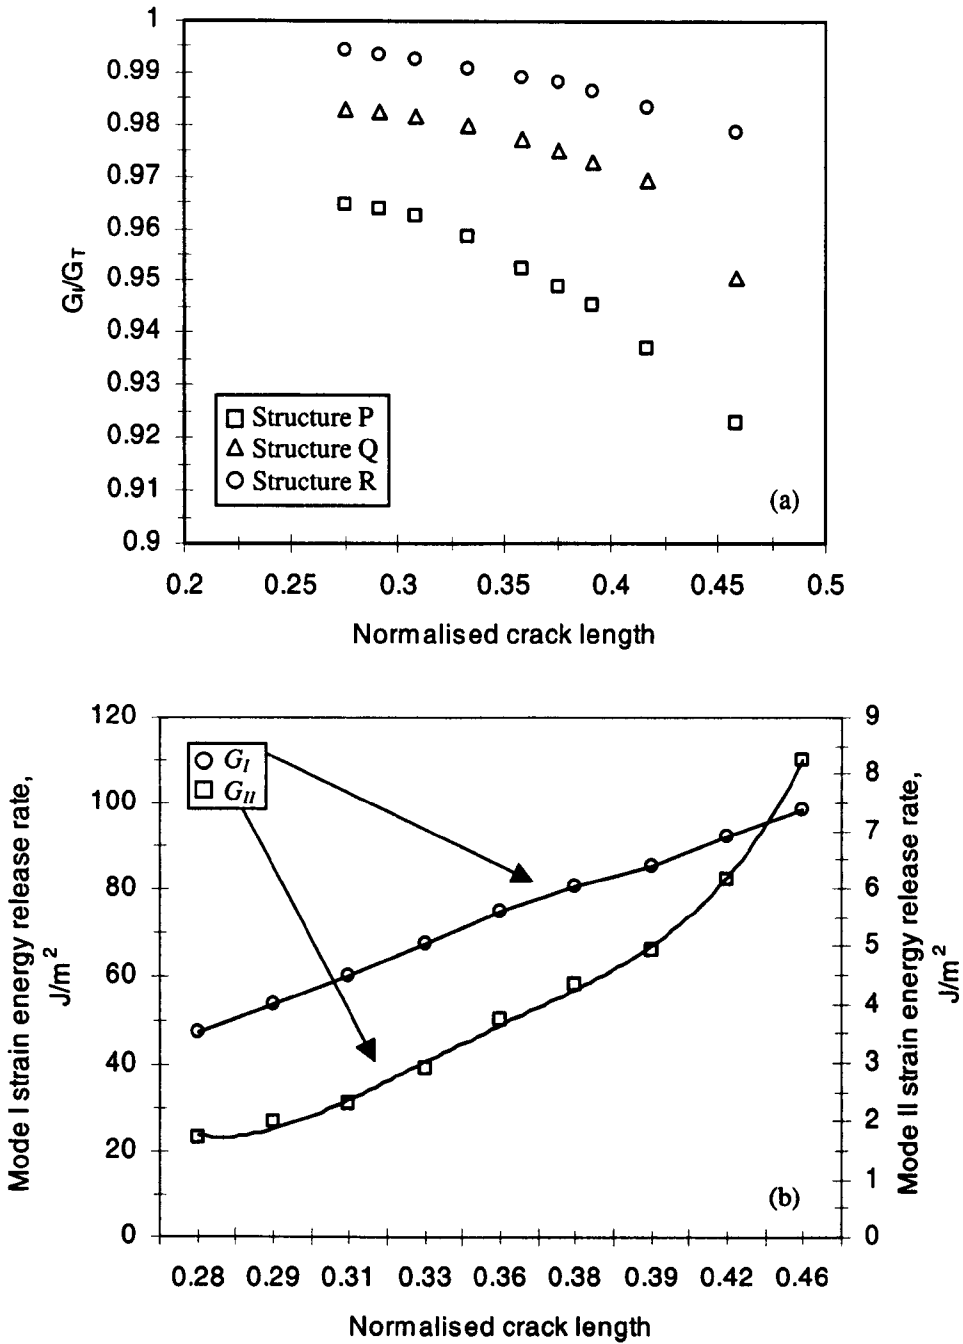 1
0.99
0.98
0.97
0.96
0.95
0.94
0.93
0.92
0.91
0.9
G_I/G_T
Structure P
Structure Q
Structure R
(a)
0.2 0.25 0.3 0.35 0.4 0.45 0.5
Normalised crack length
120
100
80
60
40
20
0
Mode I strain energy release rate,
J/m²
G_I
G_II
9
8
7
6
5
4
3
2
1
0
Mode II strain energy release rate,
J/m²
(b)
0.28 0.29 0.31 0.33 0.36 0.38 0.39 0.42 0.46
Normalised crack length